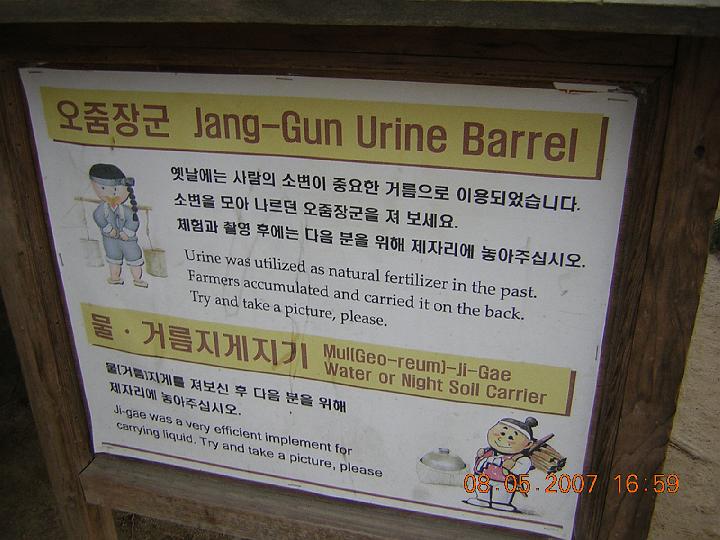 오줌장군 Jang-Gun Urine Barrel
옛날에는 사람의 소변이 중요한 거름으로 이용되었습니다.
소변을 모아 나르던 오줌장군을 져 보세요.
체험과 촬영 후에는 다음 분을 위해 제자리에 놓아주십시오.
Urine was utilized as natural fertilizer in the past.
Farmers accumulated and carried it on the back.
Try and take a picture, please.
물·거름지게지기 Mul(Geo-reum)-Ji-Gae
Water or Night Soil Carrier
물(거름)지게를 져보신 후 다음 분을 위해
제자리에 놓아주십시오.
Ji-gae was a very efficient implement for
carrying liquid. Try and take a picture, please
08.05.2007 16:59